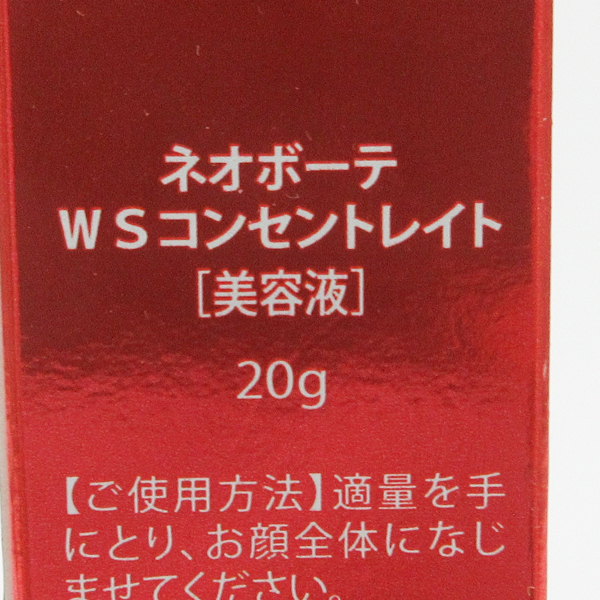 ネオボーテ
WSコンセントレイト
［美容液］
20g
【ご使用方法】適量を手
にとり、お顔全体になじ
ませてください。